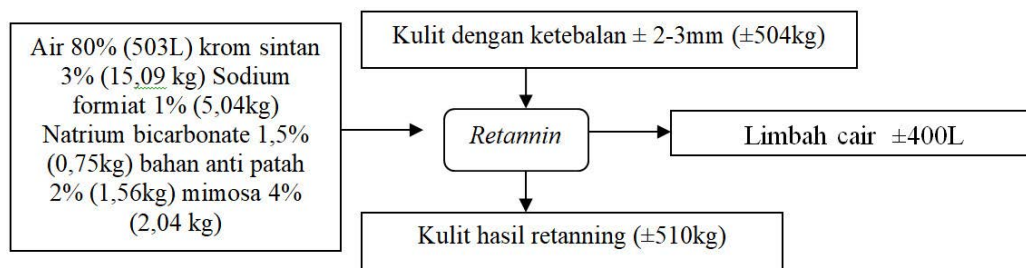 Air 80% (503L) krom sintan
3% (15,09 kg) Sodium
formiat 1% (5,04kg)
Natrium bicarbonate 1,5%
(0,75kg) bahan anti patah
2% (1,56kg) mimosa 4%
(2,04 kg)
Kulit dengan ketebalan ± 2-3mm (±504kg)
Retannin
Limbah cair ±400L
Kulit hasil retanning (±510kg)